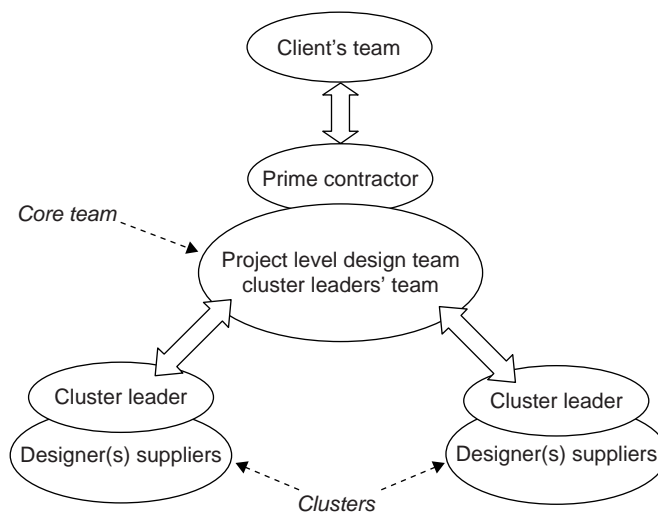 Client's team
Prime contractor
Core team
Project level design team
cluster leaders' team
Cluster leader
Designer(s) suppliers
Cluster leader
Designer(s) suppliers
Clusters